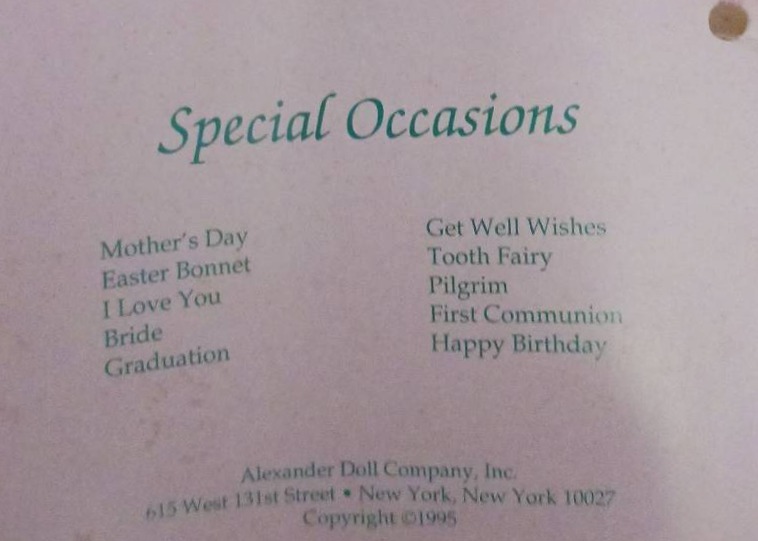 Special Occasions
Mother's Day
Easter Bonnet
I Love You
Bride
Graduation
Get Well Wishes
Tooth Fairy
Pilgrim
First Communion
Happy Birthday
Alexander Doll Company, Inc.
615 West 131st Street • New York, New York 10027
Copyright ©1995